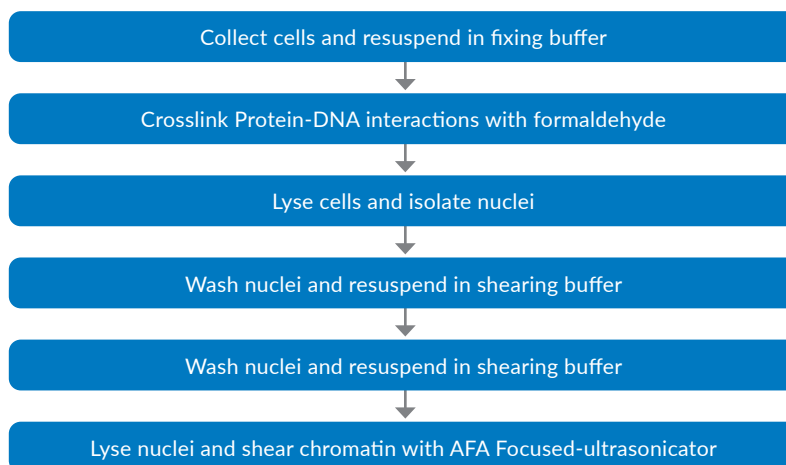 Collect cells and resuspend in fixing buffer
Crosslink Protein-DNA interactions with formaldehyde
Lyse cells and isolate nuclei
Wash nuclei and resuspend in shearing buffer
Wash nuclei and resuspend in shearing buffer
Lyse nuclei and shear chromatin with AFA Focused-ultrasonicator